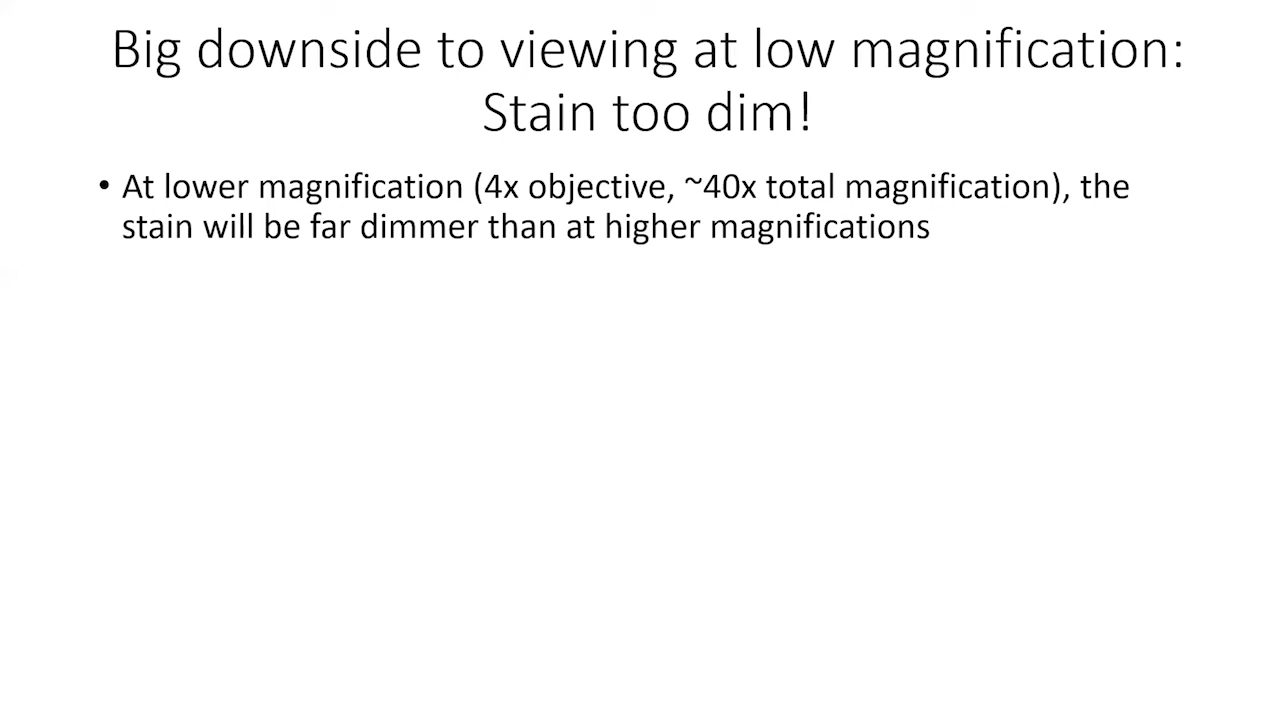 Big downside to viewing at low magnification:
Stain too dim!
• At lower magnification (4x objective, ~40x total magnification), the
stain will be far dimmer than at higher magnifications